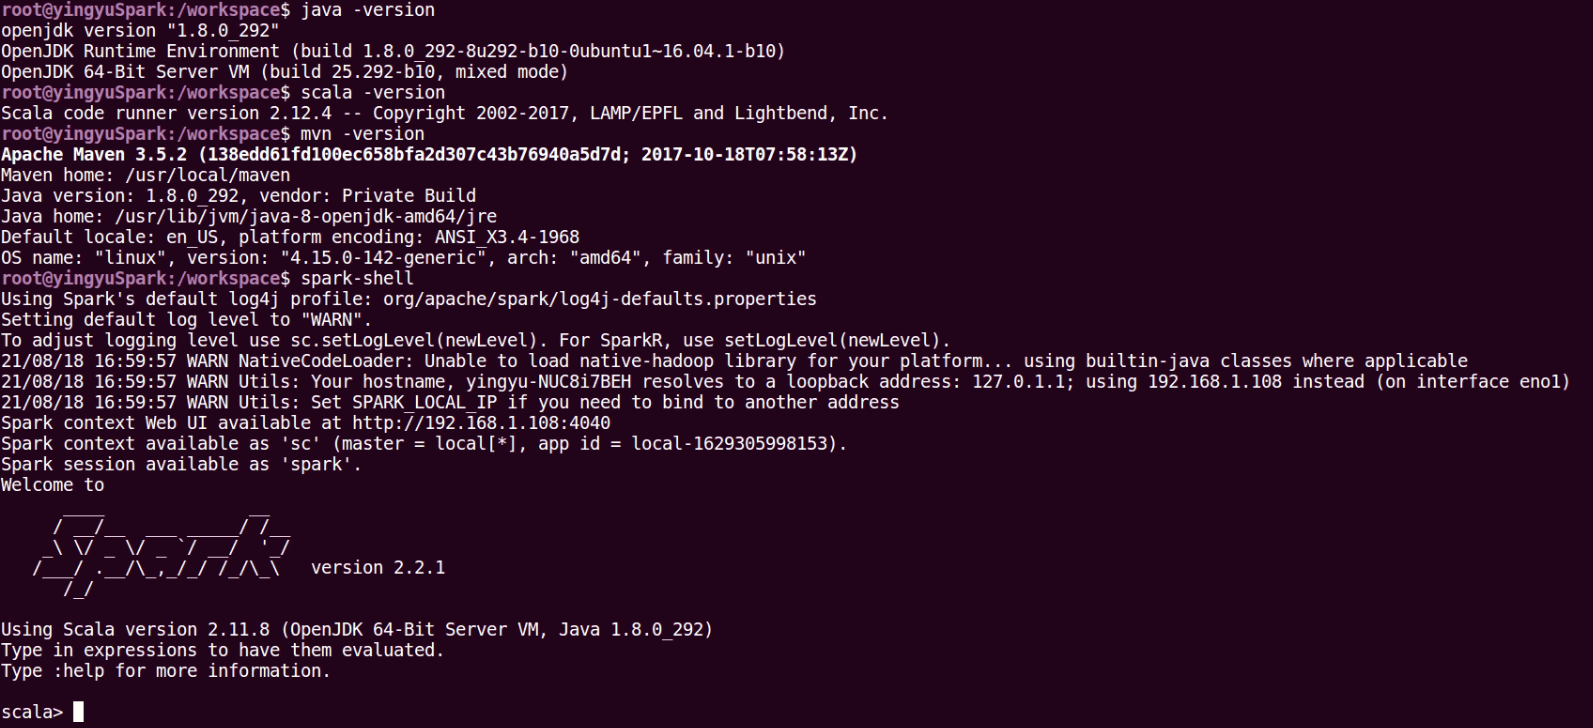 root@yingyuSpark:/workspace$ java -version
openjdk version "1.8.0_292"
OpenJDK Runtime Environment (build 1.8.0_292-8u292-b10-0ubuntu1~16.04.1-b10)
OpenJDK 64-Bit Server VM (build 25.292-b10, mixed mode)
root@yingyuSpark:/workspace$ scala -version
Scala code runner version 2.12.4 -- Copyright 2002-2017, LAMP/EPFL and Lightbend, Inc.
root@yingyuSpark:/workspace$ mvn -version
Apache Maven 3.5.2 (138edd61fd100ec658bfa2d307c43b76940a5d7d; 2017-10-18T07:58:13Z)
Maven home: /usr/local/maven
Java version: 1.8.0_292, vendor: Private Build
Java home: /usr/lib/jvm/java-8-openjdk-amd64/jre
Default locale: en_US, platform encoding: ANSI_X3.4-1968
OS name: "linux", version: "4.15.0-142-generic", arch: "amd64", family: "unix"
root@yingyuSpark:/workspace$ spark-shell
Using Spark's default log4j profile: org/apache/spark/log4j-defaults.properties
Setting default log level to "WARN".
To adjust logging level use sc.setLogLevel(newLevel). For SparkR, use setLogLevel(newLevel).
21/08/18 16:59:57 WARN NativeCodeLoader: Unable to load native-hadoop library for your platform... using builtin-java classes where applicable
21/08/18 16:59:57 WARN Utils: Your hostname, yingyu-NUC8i7BEH resolves to a loopback address: 127.0.1.1; using 192.168.1.108 instead (on interface eno1)
21/08/18 16:59:57 WARN Utils: Set SPARK_LOCAL_IP if you need to bind to another address
Spark context Web UI available at http://192.168.1.108:4040
Spark context available as 'sc' (master = local[*], app id = local-1629305998153).
Spark session available as 'spark'.
Welcome to
      ____              __
     / __/__  ___ _____/ /__
    _\ \/ _ \/ _ `/ __/  '_/
   /___/ .__/\_,_/_/ /_/\_\   version 2.2.1
      /_/
Using Scala version 2.11.8 (OpenJDK 64-Bit Server VM, Java 1.8.0_292)
Type in expressions to have them evaluated.
Type :help for more information.
scala>